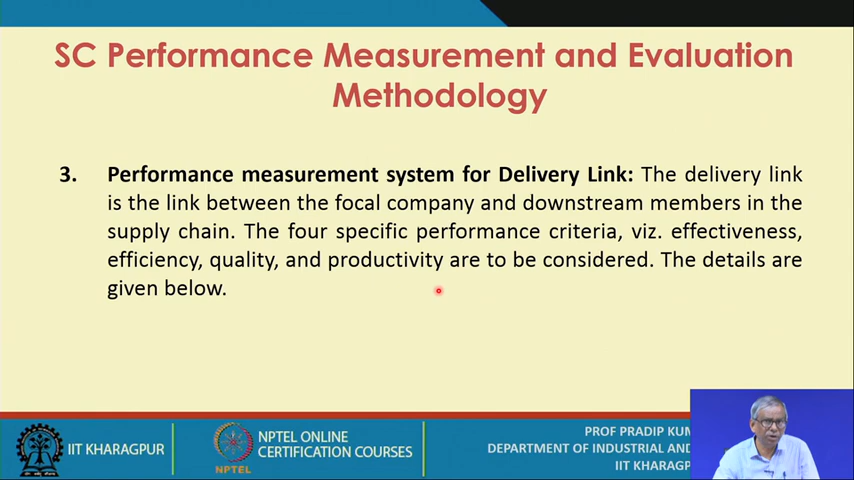 SC Performance Measurement and Evaluation
Methodology
3. Performance measurement system for Delivery Link: The delivery link
is the link between the focal company and downstream members in the
supply chain. The four specific performance criteria, viz. effectiveness,
efficiency, quality, and productivity are to be considered. The details are
given below.
IIT KHARAGPUR
NPTEL
NPTEL ONLINE
CERTIFICATION COURSES
PROF PRADIP
DEPARTMENT OF INDUSTRIAL
IIT